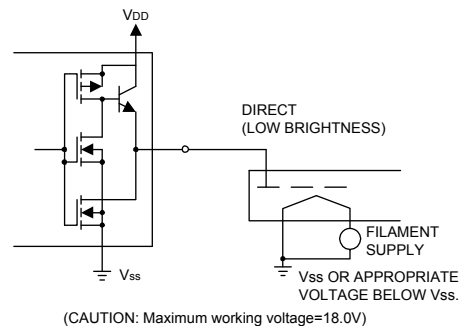 VDD
DIRECT
(LOW BRIGHTNESS)
FILAMENT
SUPPLY
Vss
Vss OR APPROPRIATE
VOLTAGE BELOW Vss.
(CAUTION: Maximum working voltage=18.0V)